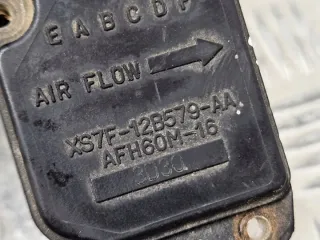 E A B C D F
AIR FLOW
XS7F-12B579-AA
AFH60M-16